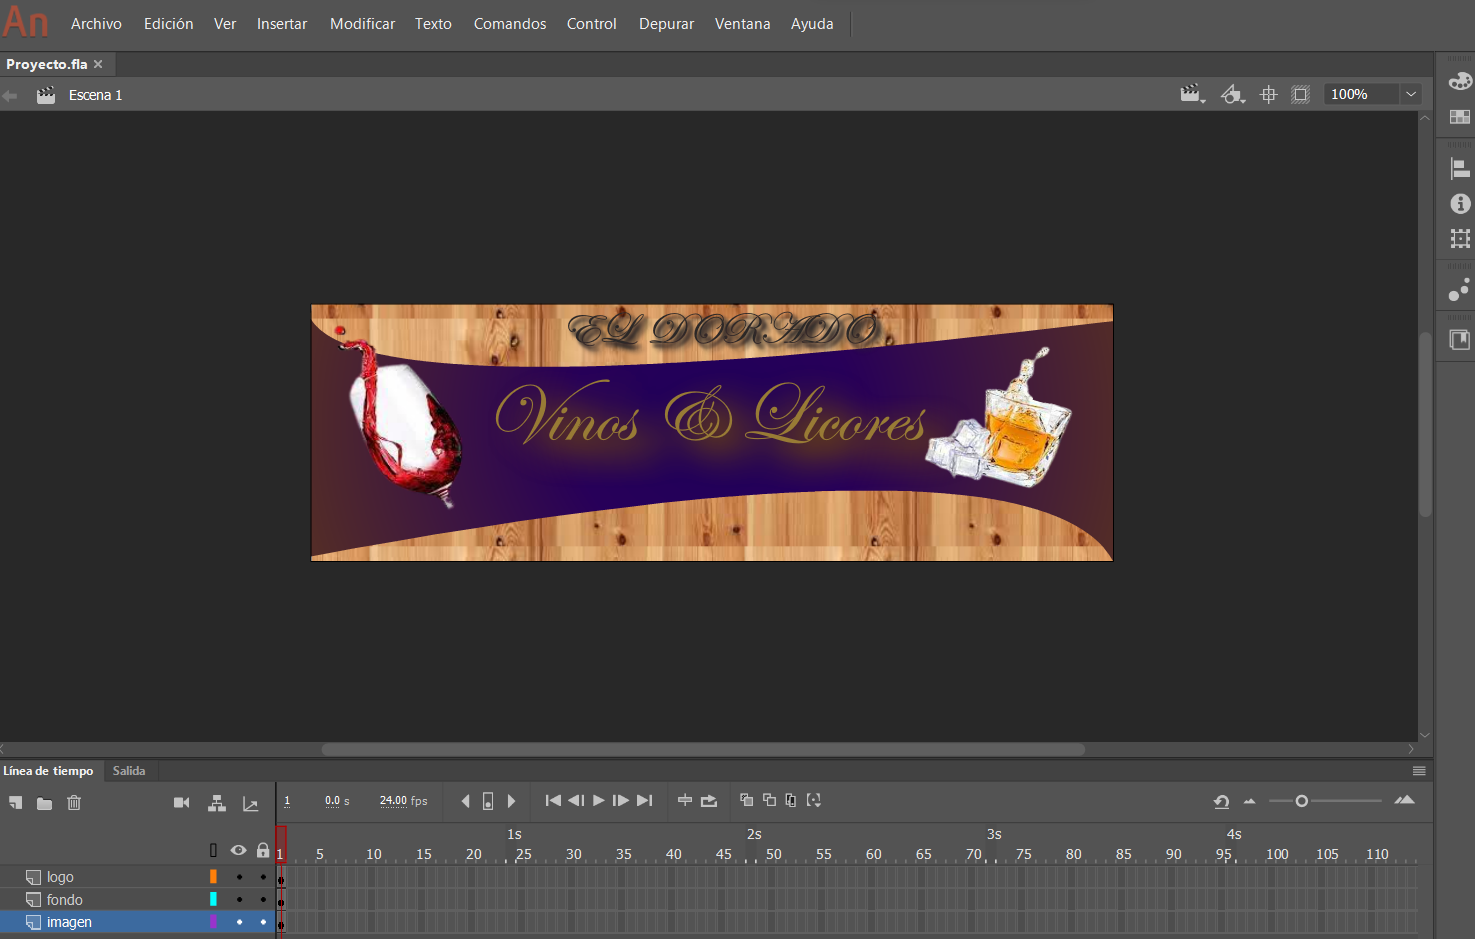 An Archivo Edición Ver Insertar Modificar Texto Comandos Control Depurar Ventana Ayuda
Proyecto.fla ×
Escena 1 100%
EL DORADO
Vinos & Licores
Línea de tiempo Salida
1 0.0 s 24.00 fps
1s 2s 3s 4s
1 5 10 15 20 25 30 35 40 45 50 55 60 65 70 75 80 85 90 95 100 105 110
logo
fondo
imagen